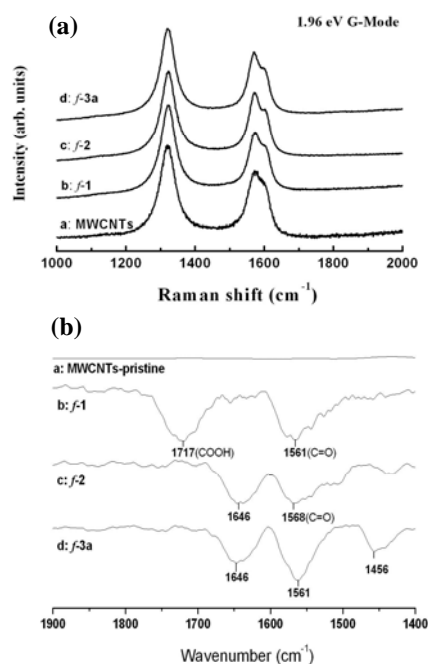 (a)
1.96 eV G-Mode
Intensity (arb. units)
d: f-3a
c: f-2
b: f-1
a: MWCNTs
1000 1200 1400 1600 1800 2000
Raman shift (cm-1)
(b)
a: MWCNTs-pristine
b: f-1
1717(COOH)
1561(C=O)
c: f-2
1646
1568(C=O)
d: f-3a
1646
1561
1456
1900 1800 1700 1600 1500 1400
Wavenumber (cm-1)